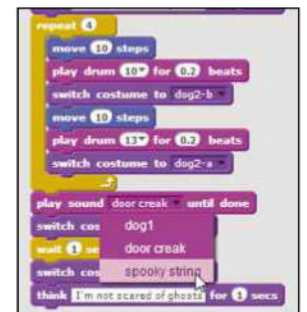 repeat 4
move 10 steps
play drum 10 for 0.2 beats
switch costume to dog2-b
move 10 steps
play drum 13 for 0.2 beats
switch costume to dog2-a
play sound door creak until done
switch cos dog1
wait 1 se door creak
switch cos spooky string
think I'm not scared of ghosts for 1 secs